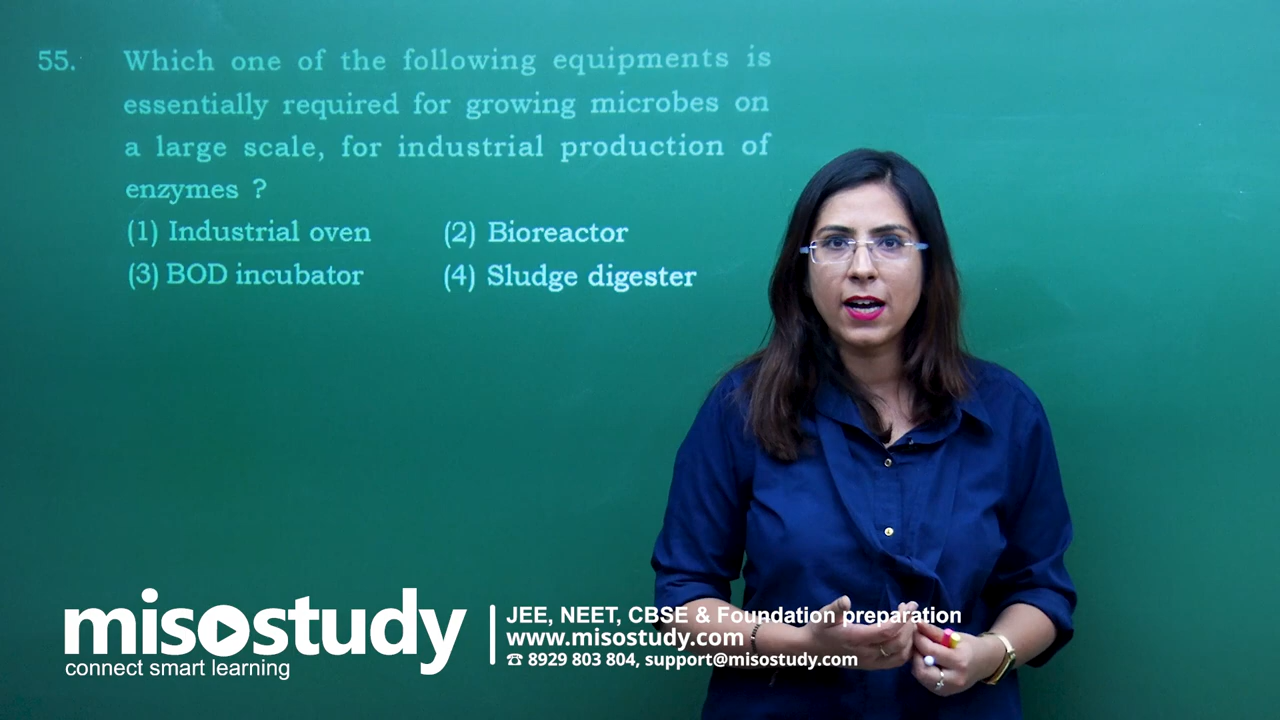 55. Which one of the following equipments is
essentially required for growing microbes on
a large scale, for industrial production of
enzymes ?
(1) Industrial oven (2) Bioreactor
(3) BOD incubator (4) Sludge digester
misostudy
connect smart learning
JEE, NEET, CBSE & Foundation preparation
www.misostudy.com
☎ 8929 803 804, support@misostudy.com